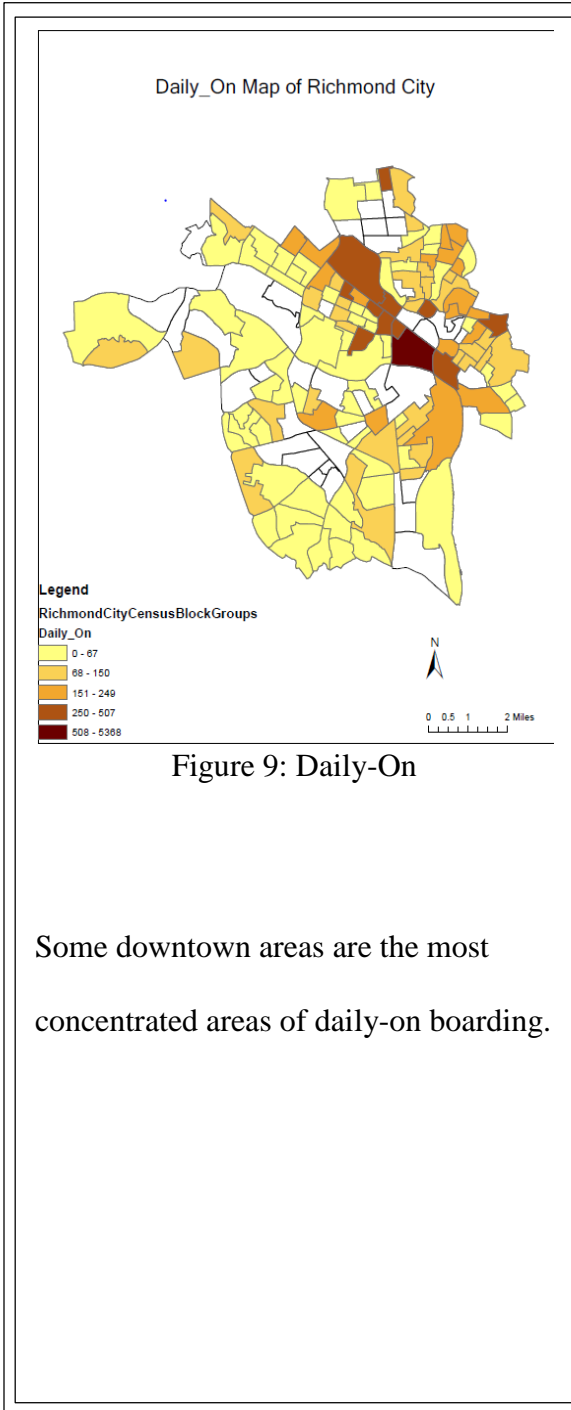 Daily_On Map of Richmond City
Legend
RichmondCityCensusBlockGroups
Daily_On
0 - 67
68 - 150
151 - 249
250 - 507
508 - 5368
N
0 0.5 1 2 Miles
Figure 9: Daily-On
Some downtown areas are the most
concentrated areas of daily-on boarding.